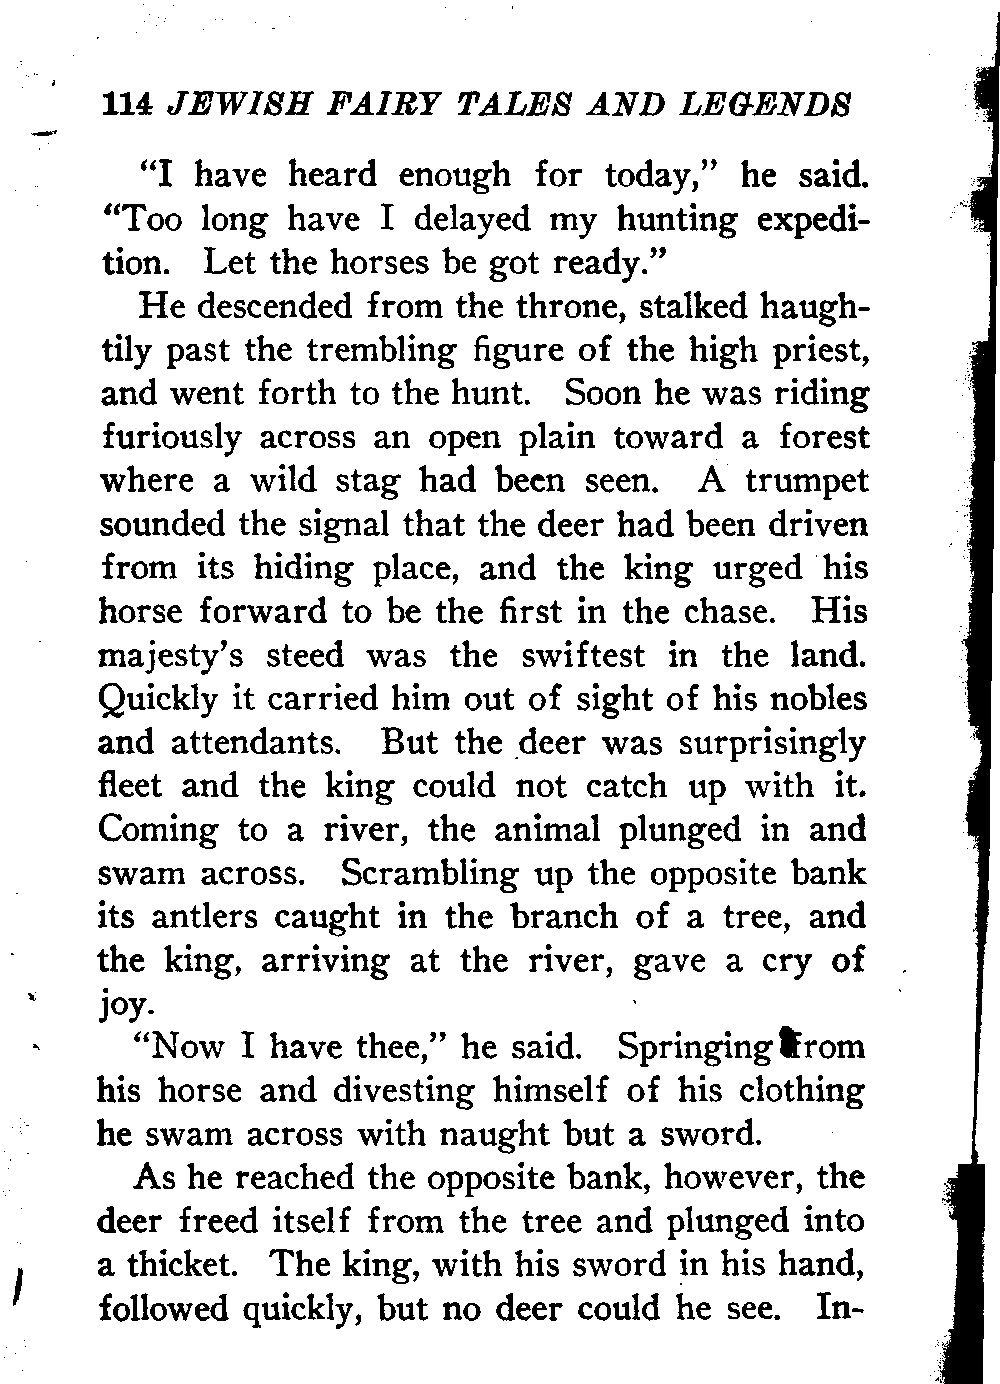 114 JEWISH FAIRY TALES AND LEGENDS
“I have heard enough for today,” he said.
“Too long have I delayed my hunting expedi-
tion. Let the horses be got ready.”
He descended from the throne, stalked haugh-
tily past the trembling figure of the high priest,
and went forth to the hunt. Soon he was riding
furiously across an open plain toward a forest
where a wild stag had been seen. A trumpet
sounded the signal that the deer had been driven
from its hiding place, and the king urged his
horse forward to be the first in the chase. His
majesty’s steed was the swiftest in the land.
Quickly it carried him out of sight of his nobles
and attendants. But the deer was surprisingly
fleet and the king could not catch up with it.
Coming to a river, the animal plunged in and
swam across. Scrambling up the opposite bank
its antlers caught in the branch of a tree, and
the king, arriving at the river, gave a cry of
joy.
“Now I have thee,” he said. Springing from
his horse and divesting himself of his clothing
he swam across with naught but a sword.
As he reached the opposite bank, however, the
deer freed itself from the tree and plunged into
a thicket. The king, with his sword in his hand,
followed quickly, but no deer could he see. In-